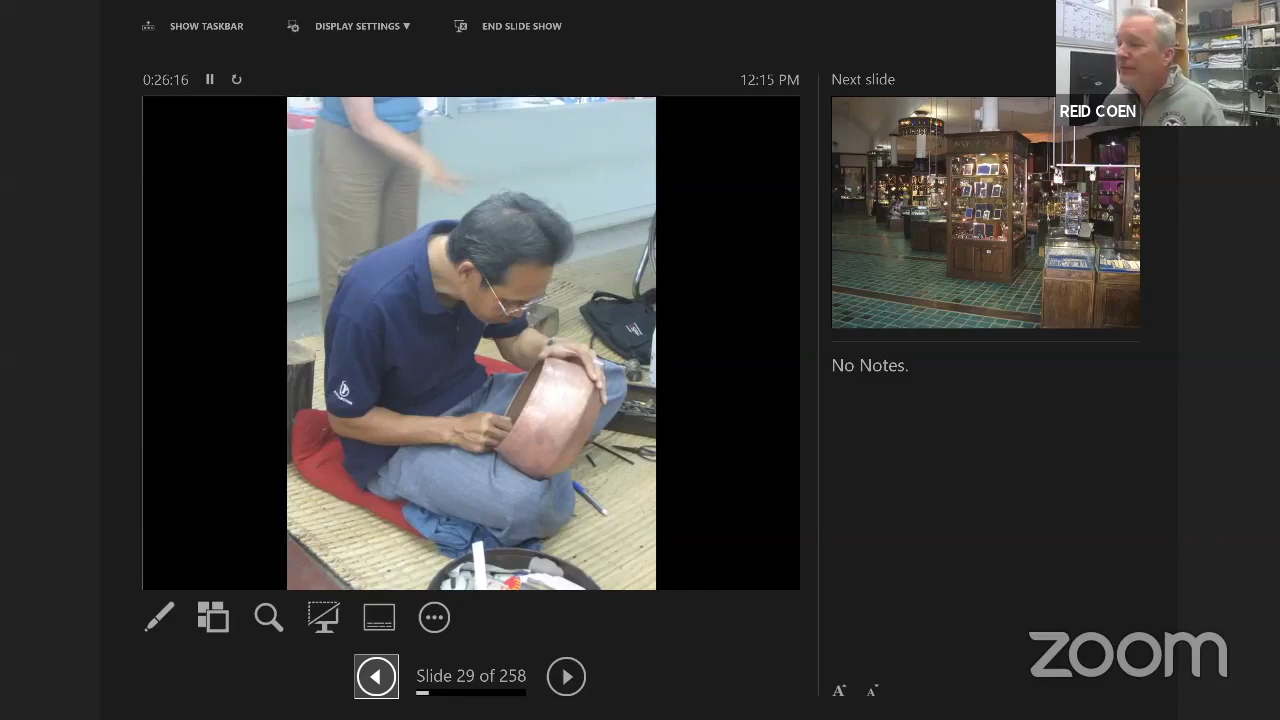 SHOW TASKBAR
DISPLAY SETTINGS ▼
END SLIDE SHOW
0:26:16
12:15 PM
Next slide
REID COEN
No Notes.
Slide 29 of 258
A
A
zoom